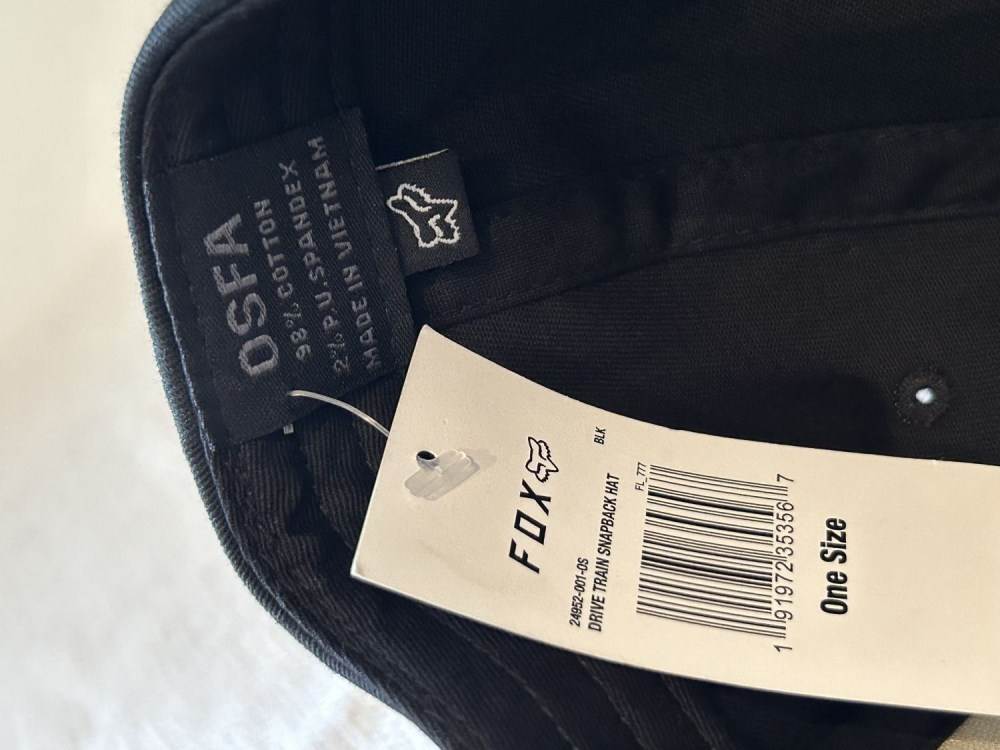 OSFA
98% COTTON
2% P.U.SPANDEX
MADE IN VIETNAM
FOX
24952-001-OS
BLK
DRIVE TRAIN SNAPBACK HAT
FL_777
1 91972 35356 7
One Size